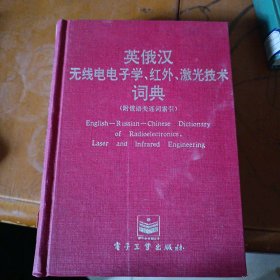 英俄汉
无线电电子学、红外、激光技术
词典
（附俄语关连词索引）
English—Russian—Chinese Dictionary
of Radioelectronics,
Laser and Infrared Engineering
电子工业出版社